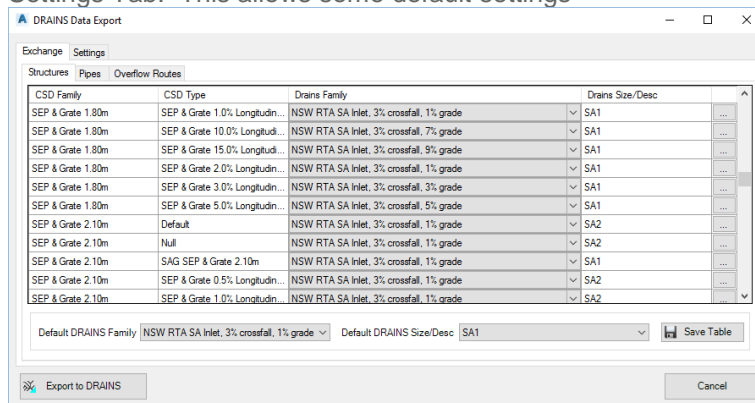 Settings Tab: This allows some default settings
DRAINS Data Export
Exchange Settings
Structures Pipes Overflow Routes
CSD Family CSD Type Drains Family Drains Size/Desc
SEP & Grate 1.80m SEP & Grate 1.0% Longitudin... NSW RTA SA Inlet, 3% crossfall, 1% grade SA1 ...
SEP & Grate 1.80m SEP & Grate 10.0% Longitudi... NSW RTA SA Inlet, 3% crossfall, 7% grade SA1 ...
SEP & Grate 1.80m SEP & Grate 15.0% Longitudi... NSW RTA SA Inlet, 3% crossfall, 9% grade SA1 ...
SEP & Grate 1.80m SEP & Grate 2.0% Longitudin... NSW RTA SA Inlet, 3% crossfall, 1% grade SA1 ...
SEP & Grate 1.80m SEP & Grate 3.0% Longitudin... NSW RTA SA Inlet, 3% crossfall, 3% grade SA1 ...
SEP & Grate 1.80m SEP & Grate 5.0% Longitudin... NSW RTA SA Inlet, 3% crossfall, 5% grade SA1 ...
SEP & Grate 2.10m Default NSW RTA SA Inlet, 3% crossfall, 1% grade SA2 ...
SEP & Grate 2.10m Null NSW RTA SA Inlet, 3% crossfall, 1% grade SA2 ...
SEP & Grate 2.10m SAG SEP & Grate 2.10m NSW RTA SA Inlet, 3% crossfall, 1% grade SA1 ...
SEP & Grate 2.10m SEP & Grate 0.5% Longitudin... NSW RTA SA Inlet, 3% crossfall, 1% grade SA2 ...
SEP & Grate 2.10m SEP & Grate 1.0% Longitudin... NSW RTA SA Inlet, 3% crossfall, 1% grade SA2 ...
Default DRAINS Family NSW RTA SA Inlet, 3% crossfall, 1% grade Default DRAINS Size/Desc SA1 Save Table
Export to DRAINS Cancel